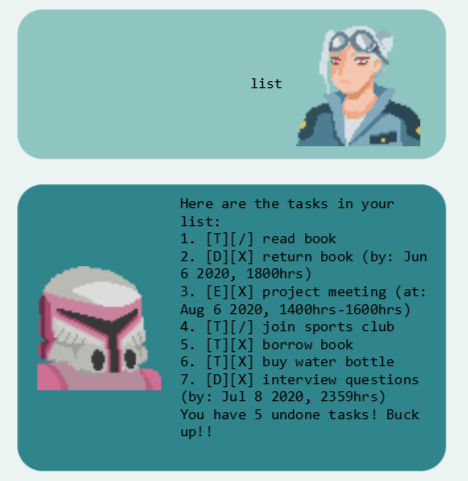 list
Here are the tasks in your
list:
1. [T][/] read book
2. [D][X] return book (by: Jun
6 2020, 1800hrs)
3. [E][X] project meeting (at:
Aug 6 2020, 1400hrs-1600hrs)
4. [T][/] join sports club
5. [T][X] borrow book
6. [T][X] buy water bottle
7. [D][X] interview questions
(by: Jul 8 2020, 2359hrs)
You have 5 undone tasks! Buck
up!!